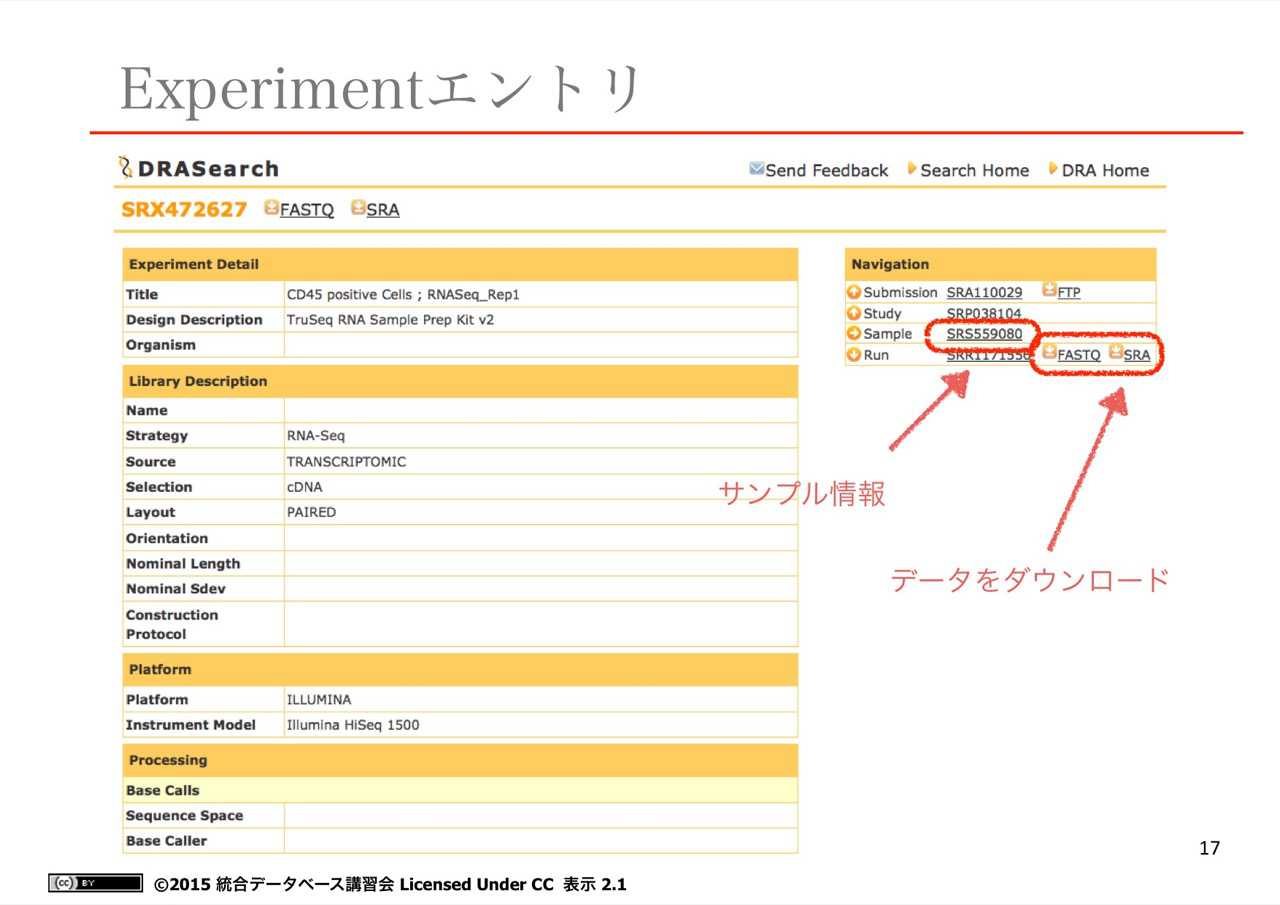 Experimentエントリ
DRASearch
Send Feedback Search Home DRA Home
SRX472627 FASTQ SRA
Experiment Detail
Title CD45 positive Cells ; RNASeq_Rep1
Design Description TruSeq RNA Sample Prep Kit v2
Organism
Library Description
Name
Strategy RNA-Seq
Source TRANSCRIPTOMIC
Selection cDNA
Layout PAIRED
Orientation
Nominal Length
Nominal Sdev
Construction
Protocol
Platform
Platform ILLUMINA
Instrument Model Illumina HiSeq 1500
Processing
Base Calls
Sequence Space
Base Caller
Navigation
Submission SRA110029 FTP
Study SRP038104
Sample SRS559080
Run SRR1171556 FASTQ SRA
サンプル情報
データをダウンロード
17
(cc) BY ©2015 統合データベース講習会 Licensed Under CC 表示 2.1